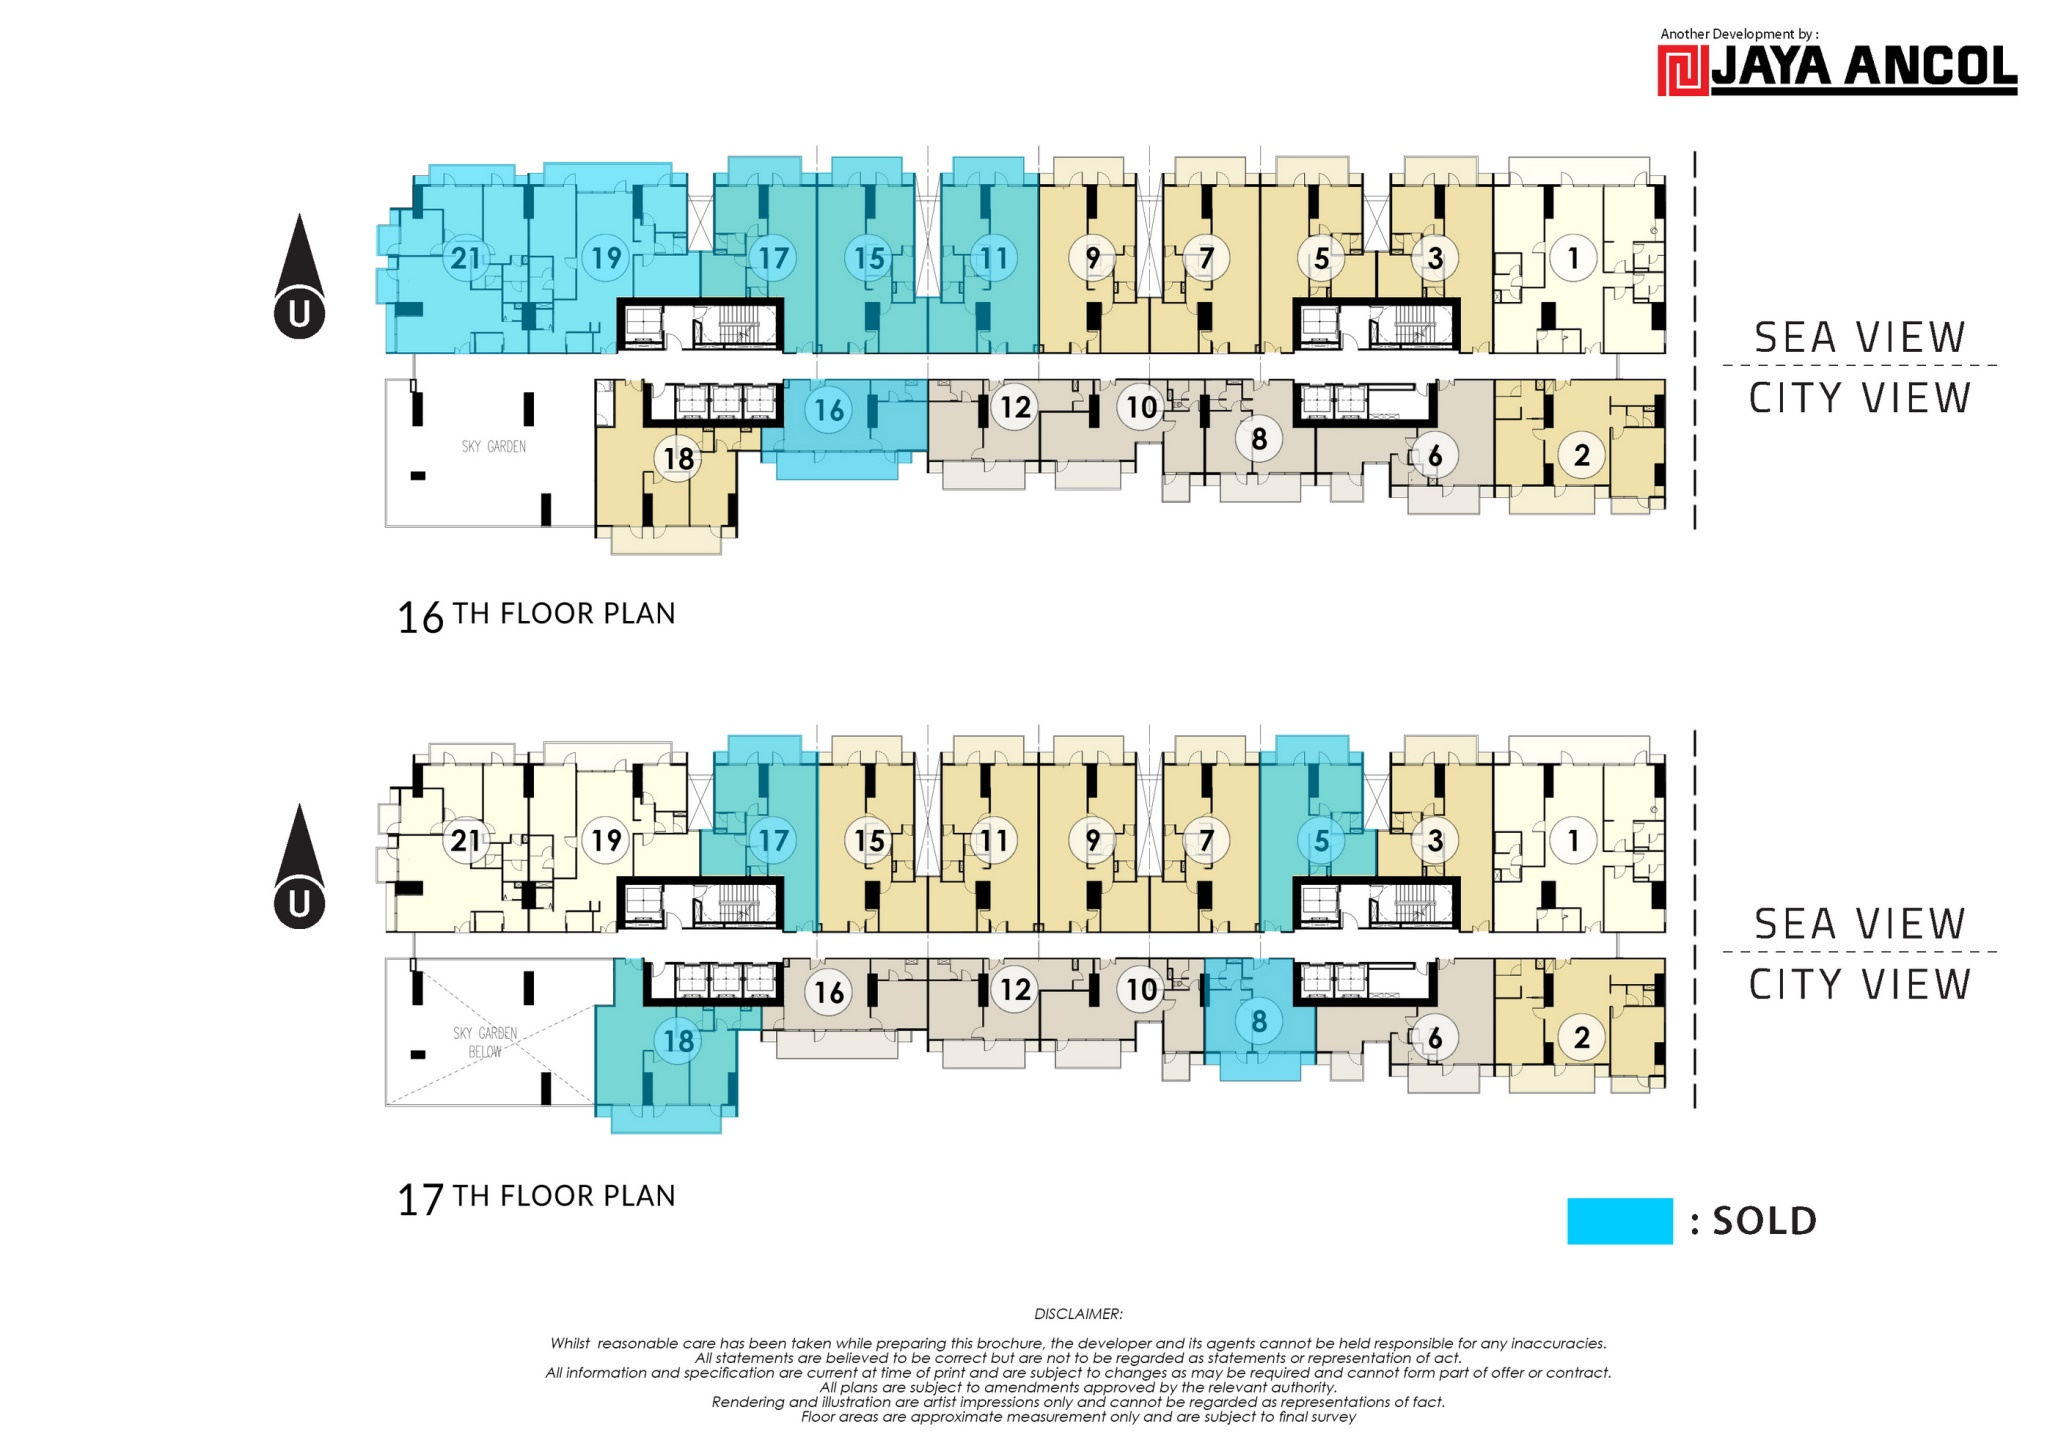 Another Development by :
JAYA ANCOL
21 19 17 15 11 9 7 5 3 1
U
SEA VIEW
CITY VIEW
16 12 10 8 6 2
SKY GARDEN
18
16 TH FLOOR PLAN
21 19 17 15 11 9 7 5 3 1
U
SEA VIEW
CITY VIEW
16 12 10 8 6 2
SKY GARDEN
BELOW
18
17 TH FLOOR PLAN
: SOLD
DISCLAIMER:
Whilst reasonable care has been taken while preparing this brochure, the developer and its agents cannot be held responsible for any inaccuracies.
All statements are believed to be correct but are not to be regarded as statements or representation of act.
All information and specification are current at time of print and are subject to changes as may be required and cannot form part of offer or contract.
All plans are subject to amendments approved by the relevant authority.
Rendering and illustration are artist impressions only and cannot be regarded as representations of fact.
Floor areas are approximate measurement only and are subject to final survey